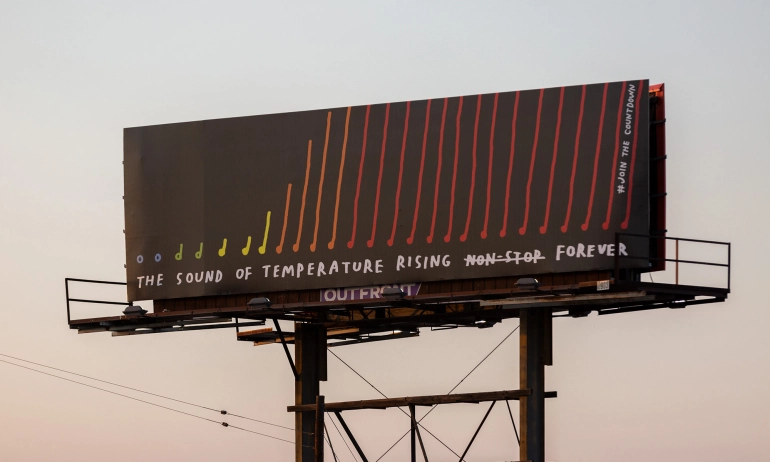 #JOIN THE COUNTDOWN
THE SOUND OF TEMPERATURE RISING NON-STOP FOREVER
OUTFRONT/